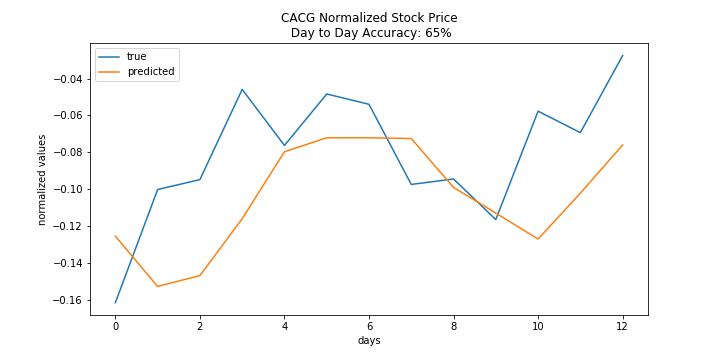 CACG Normalized Stock Price
Day to Day Accuracy: 65%
true
predicted
normalized values
−0.04
−0.06
−0.08
−0.10
−0.12
−0.14
−0.16
0
2
4
6
8
10
12
days